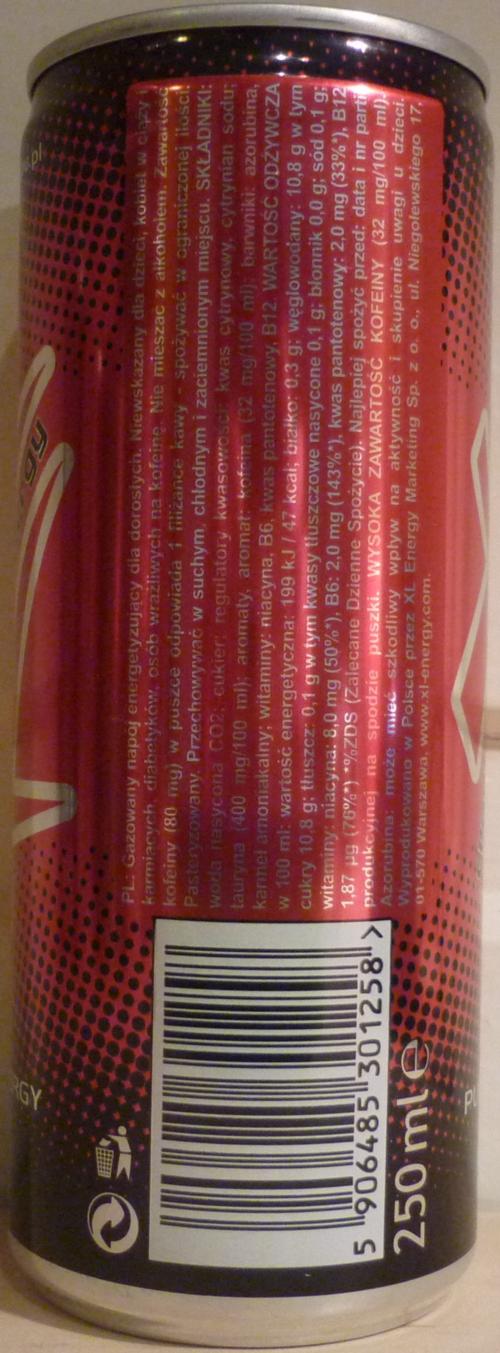 PL: Gazowany napój energetyzujący dla dorosłych. Niewskazany dla dzieci, kobiet w ciąży i
karmiących, diabetyków, osób wrażliwych na kofeinę. Nie mieszać z alkoholem. Zawartość
kofeiny (80 mg) w puszce odpowiada 1 filiżance kawy - spożywać w ograniczonej ilości.
Pasteryzowany. Przechowywać w suchym, chłodnym i zaciemnionym miejscu. SKŁADNIKI:
woda nasycona CO2; cukier; regulatory kwasowości: kwas cytrynowy, cytrynian sodu;
tauryna (400 mg/100 ml); aromaty, aromat: kofeina (32 mg/100 ml); barwniki: azorubina,
karmel amoniakalny; witaminy: niacyna, B6, kwas pantotenowy, B12. WARTOŚĆ ODŻYWCZA
w 100 ml: wartość energetyczna: 199 kJ / 47 kcal; białko: 0,3 g; węglowodany: 10,8 g w tym
cukry 10,8 g; tłuszcz: 0,1 g w tym kwasy tłuszczowe nasycone 0,1 g; błonnik 0,0 g; sód 0,1 g;
witaminy: niacyna: 8,0 mg (50%*), B6: 2,0 mg (143%*), kwas pantotenowy: 2,0 mg (33%*), B12
1,87 µg (76%*) *%ZDS (Zalecane Dzienne Spożycie). Najlepiej spożyć przed: data i nr partii
produkcyjnej na spodzie puszki. WYSOKA ZAWARTOŚĆ KOFEINY (32 mg/100 ml).
Azorubina: może mieć szkodliwy wpływ na aktywność i skupienie uwagi u dzieci.
Wyprodukowano w Polsce przez XL Energy Marketing Sp. z o. o., ul. Niegolewskiego 17,
01-570 Warszawa, www.xl-energy.com.
5 906485 301258 >
250 ml e